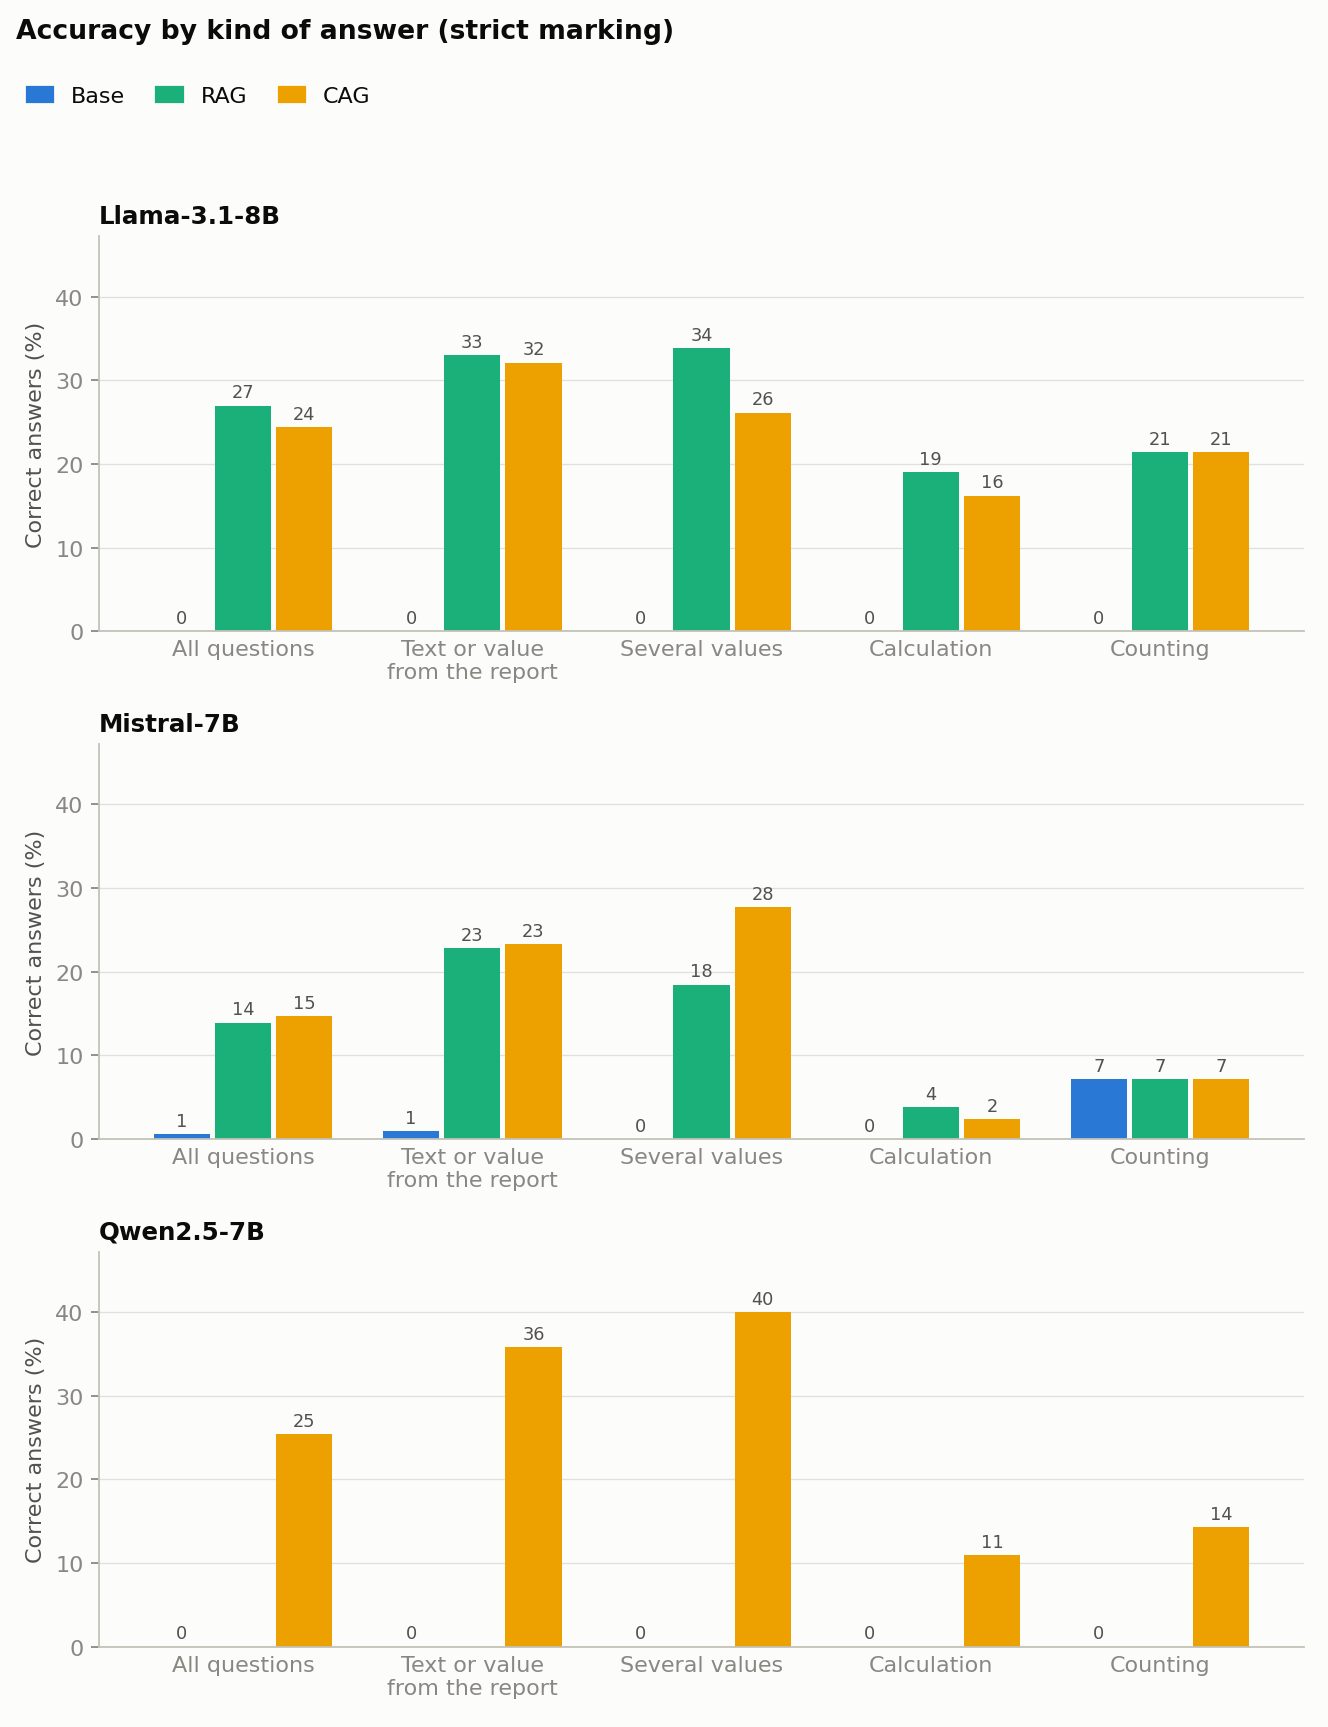 Accuracy by kind of answer (strict marking)
Base RAG CAG
Llama-3.1-8B
Correct answers (%)
40
30
20
10
0
0 27 24
0 33 32
0 34 26
0 19 16
0 21 21
All questions Text or value Several values Calculation Counting
from the report
Mistral-7B
Correct answers (%)
40
30
20
10
0
1 14 15
1 23 23
0 18 28
0 4 2
7 7 7
All questions Text or value Several values Calculation Counting
from the report
Qwen2.5-7B
Correct answers (%)
40
30
20
10
0
0 25
0 36
0 40
0 11
0 14
All questions Text or value Several values Calculation Counting
from the report